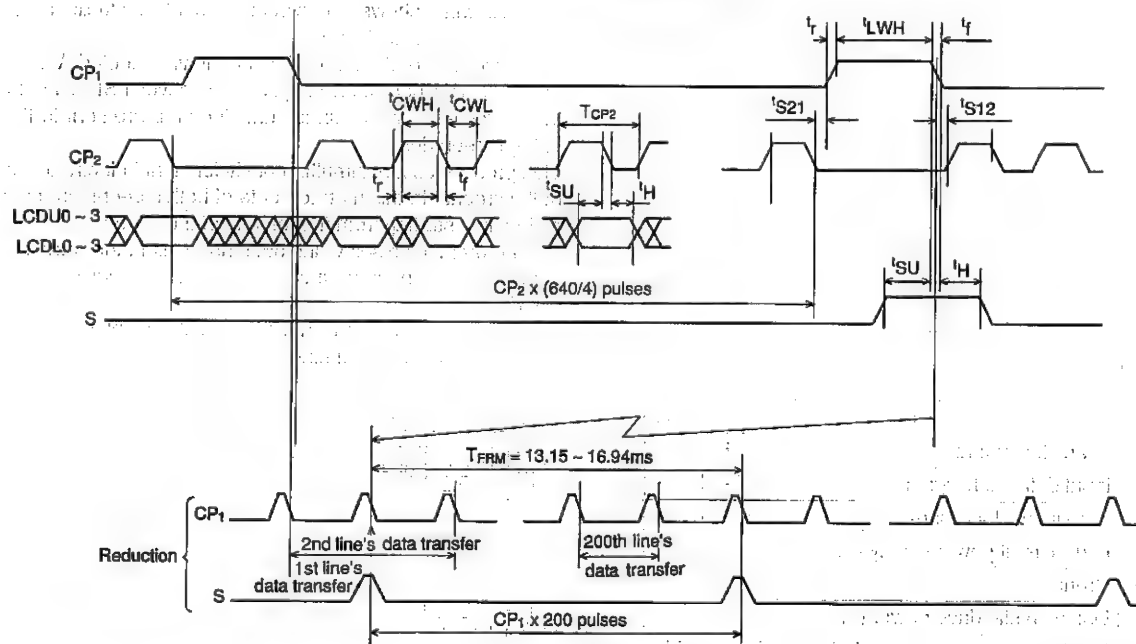 tr tLWH tf
CP1
tCWH tCWL TCP2 tS21 tS12
CP2
tr tf tSU tH
LCDU0 ~ 3
LCDL0 ~ 3
tSU tH
CP2 x (640/4) pulses
S
TFRM = 13.15 ~ 16.94ms
CP1
Reduction
2nd line's data transfer
200th line's
data transfer
1st line's
data transfer
S
CP1 x 200 pulses